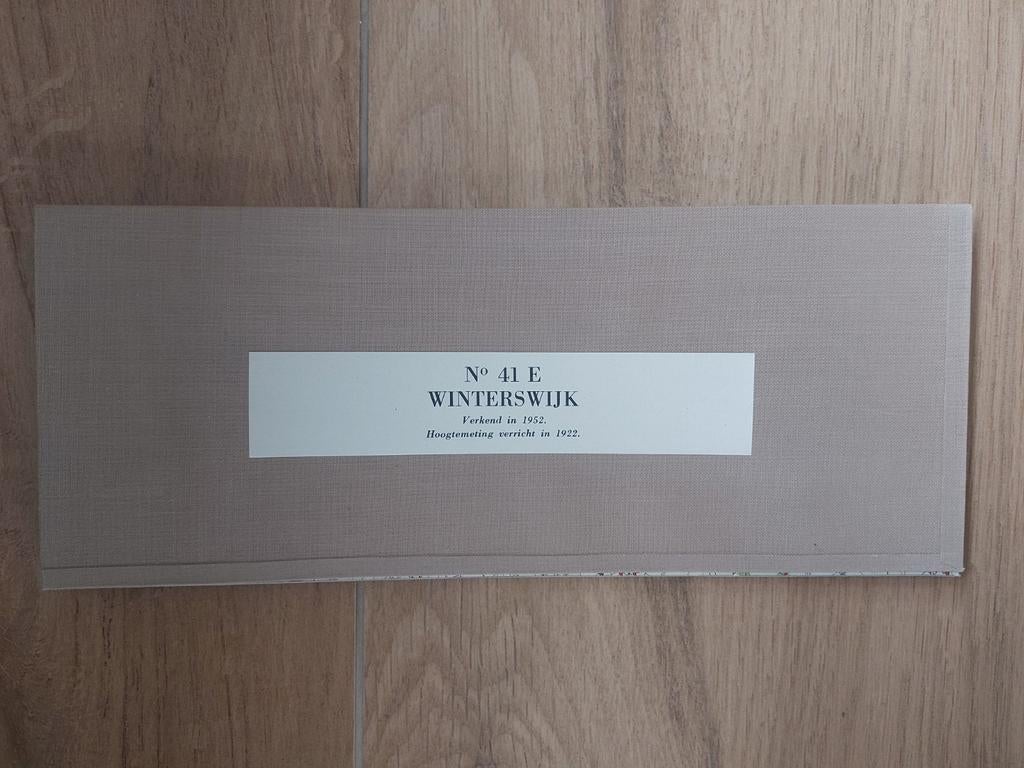 Nº 41 E
WINTERSWIJK
Verkend in 1952.
Hoogtemeting verricht in 1922.